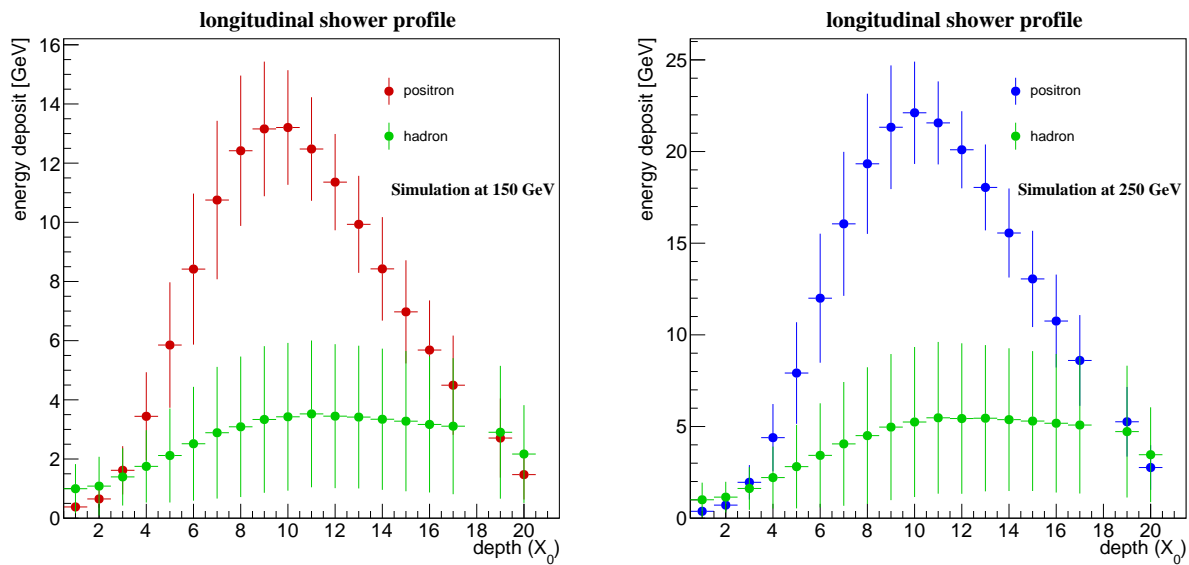 longitudinal shower profile
energy deposit [GeV]
16
14
12
10
8
6
4
2
0
positron
hadron
Simulation at 150 GeV
2 4 6 8 10 12 14 16 18 20
depth (X_0)
longitudinal shower profile
energy deposit [GeV]
25
20
15
10
5
0
positron
hadron
Simulation at 250 GeV
2 4 6 8 10 12 14 16 18 20
depth (X_0)